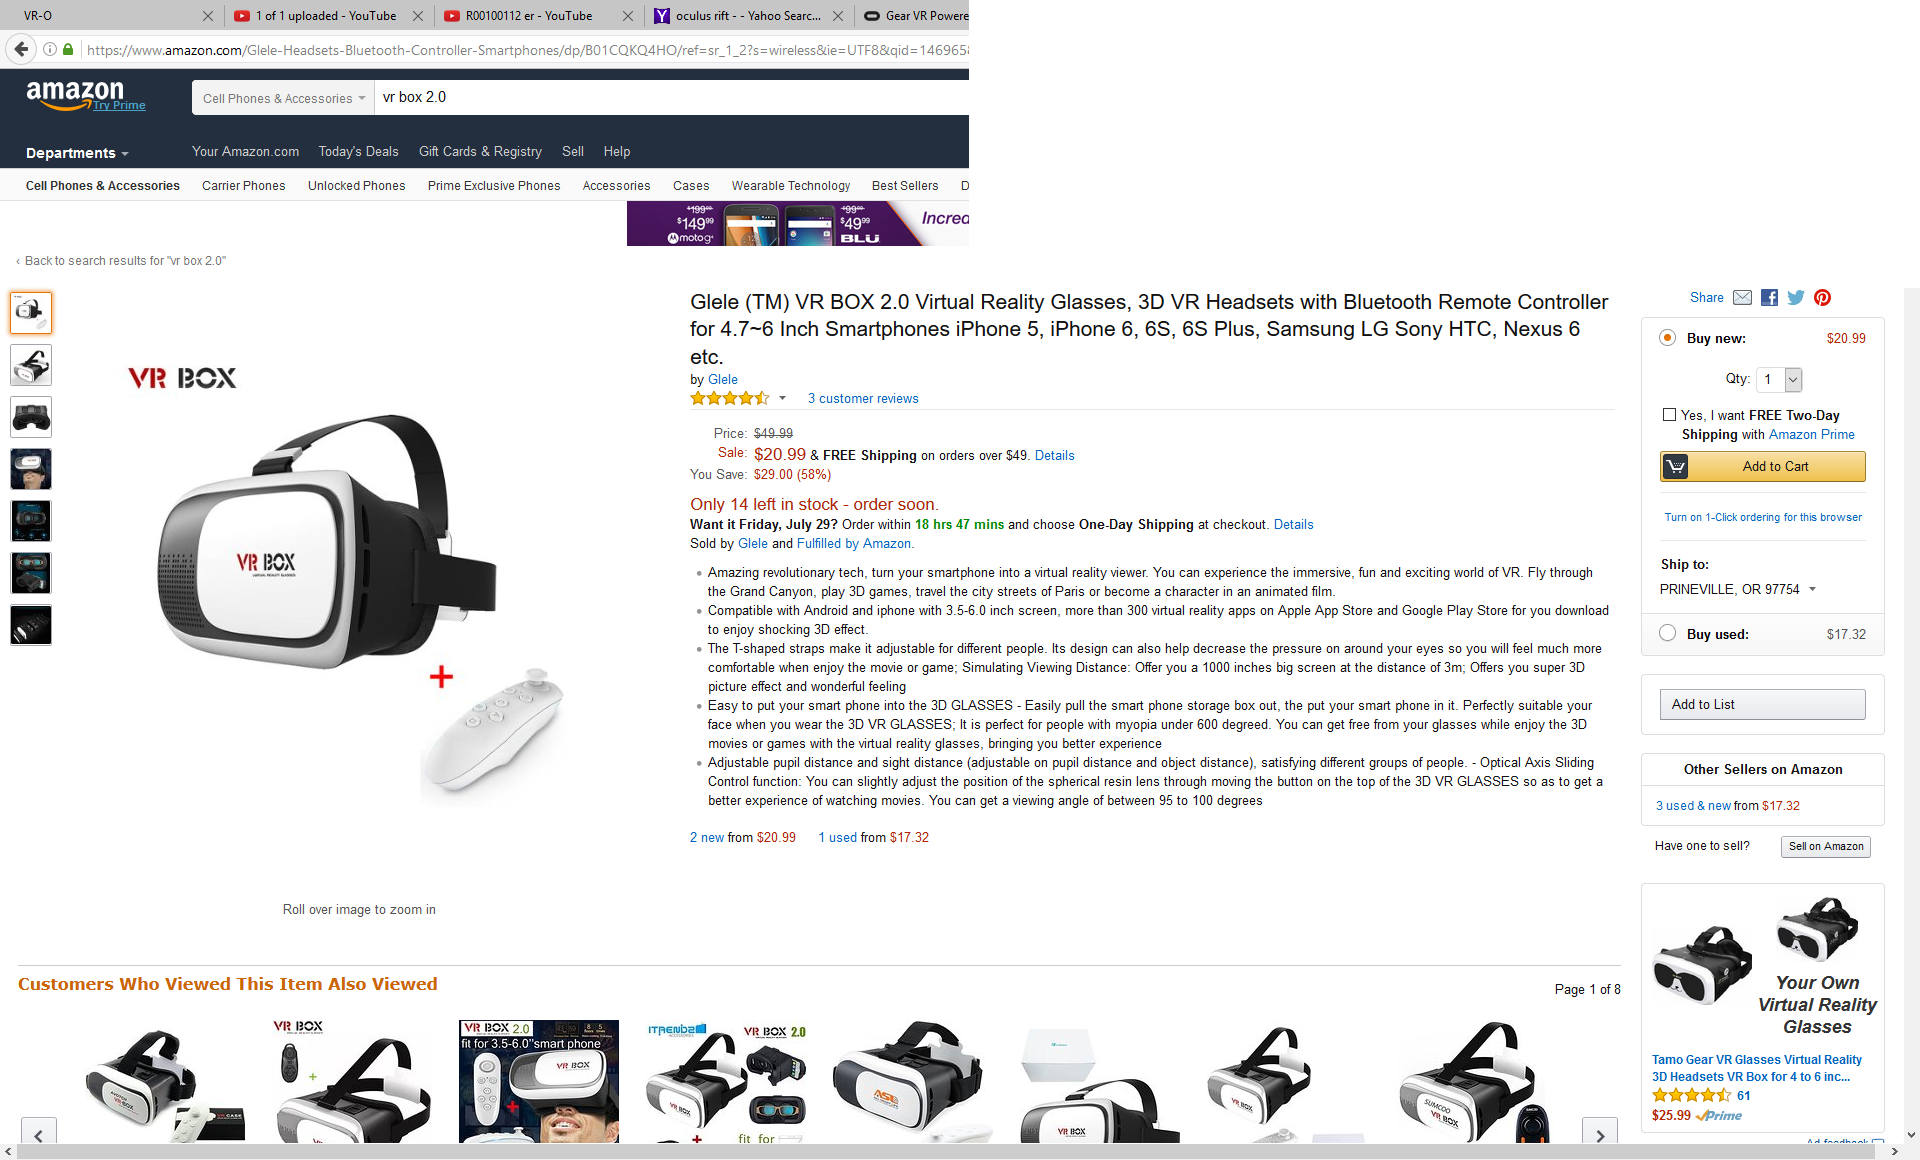 VR-O
1 of 1 uploaded - YouTube
R00100112 er - YouTube
oculus rift - - Yahoo Searc...
Gear VR Powere
https://www.amazon.com/Glele-Headsets-Bluetooth-Controller-Smartphones/dp/B01CQKQ4HO/ref=sr_1_2?s=wireless&ie=UTF8&qid=146965
amazon
Try Prime
Cell Phones & Accessories
vr box 2.0
Departments
Your Amazon.com Today's Deals Gift Cards & Registry Sell Help
Cell Phones & Accessories Carrier Phones Unlocked Phones Prime Exclusive Phones Accessories Cases Wearable Technology Best Sellers D
$199.99 $99.99
$149.99 $49.99 Incred
moto g4 BLU
‹ Back to search results for "vr box 2.0"
VR BOX
VR BOX
VIRTUAL REALITY GLASSES
+
Roll over image to zoom in
Glele (TM) VR BOX 2.0 Virtual Reality Glasses, 3D VR Headsets with Bluetooth Remote Controller
for 4.7~6 Inch Smartphones iPhone 5, iPhone 6, 6S, 6S Plus, Samsung LG Sony HTC, Nexus 6
etc.
by Glele
3 customer reviews
Price: $49.99
Sale: $20.99 & FREE Shipping on orders over $49. Details
You Save: $29.00 (58%)
Only 14 left in stock - order soon.
Want it Friday, July 29? Order within 18 hrs 47 mins and choose One-Day Shipping at checkout. Details
Sold by Glele and Fulfilled by Amazon.
Amazing revolutionary tech, turn your smartphone into a virtual reality viewer. You can experience the immersive, fun and exciting world of VR. Fly through
the Grand Canyon, play 3D games, travel the city streets of Paris or become a character in an animated film.
Compatible with Android and iphone with 3.5-6.0 inch screen, more than 300 virtual reality apps on Apple App Store and Google Play Store for you download
to enjoy shocking 3D effect.
The T-shaped straps make it adjustable for different people. Its design can also help decrease the pressure on around your eyes so you will feel much more
comfortable when enjoy the movie or game; Simulating Viewing Distance: Offer you a 1000 inches big screen at the distance of 3m; Offers you super 3D
picture effect and wonderful feeling
Easy to put your smart phone into the 3D GLASSES - Easily pull the smart phone storage box out, the put your smart phone in it. Perfectly suitable your
face when you wear the 3D VR GLASSES; It is perfect for people with myopia under 600 degreed. You can get free from your glasses while enjoy the 3D
movies or games with the virtual reality glasses, bringing you better experience
Adjustable pupil distance and sight distance (adjustable on pupil distance and object distance), satisfying different groups of people. - Optical Axis Sliding
Control function: You can slightly adjust the position of the spherical resin lens through moving the button on the top of the 3D VR GLASSES so as to get a
better experience of watching movies. You can get a viewing angle of between 95 to 100 degrees
2 new from $20.99 1 used from $17.32
Share
Buy new: $20.99
Qty: 1
Yes, I want FREE Two-Day
Shipping with Amazon Prime
Add to Cart
Turn on 1-Click ordering for this browser
Ship to:
PRINEVILLE, OR 97754
Buy used: $17.32
Add to List
Other Sellers on Amazon
3 used & new from $17.32
Have one to sell? Sell on Amazon
Your Own
Virtual Reality
Glasses
Tamo Gear VR Glasses Virtual Reality
3D Headsets VR Box for 4 to 6 inc...
61
$25.99 Prime
Ad feedback
Customers Who Viewed This Item Also Viewed
Page 1 of 8
VR BOX
VR BOX 2.0
fit for 3.5-6.0"smart phone
VR BOX
ITRENDZ
VR BOX 2.0
VR BOX
fit for
VR BOX
VR BOX
SUMCOO
VR BOX